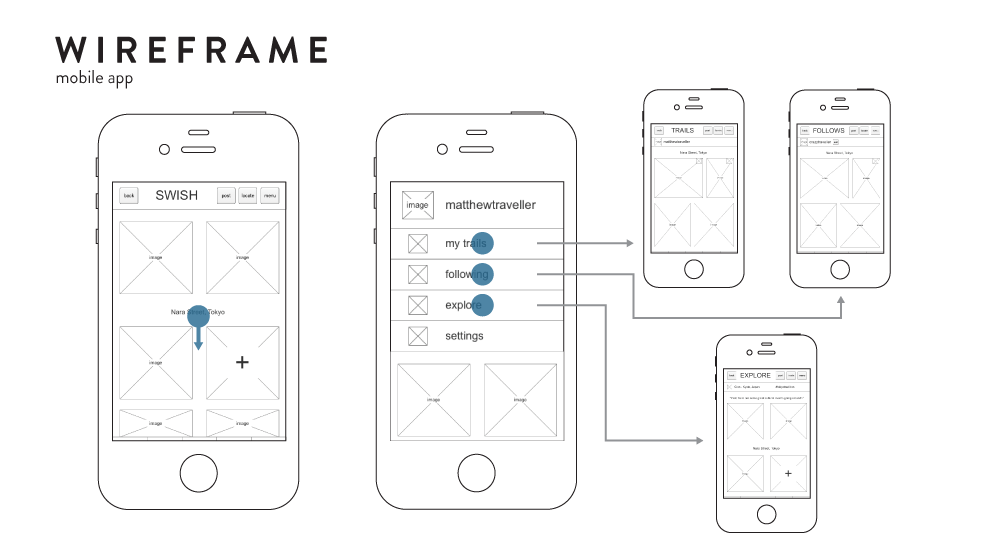 WIREFRAME
mobile app
back SWISH post locate menu
image image
Nara Street, Tokyo
image +
image image
image matthewtraveller
my trails
following
explore
settings
image image
TRAILS
matthewtraveller
Nara Street, Tokyo
FOLLOWS
Nara Street, Tokyo
EXPLORE
Nara Street, Tokyo
+